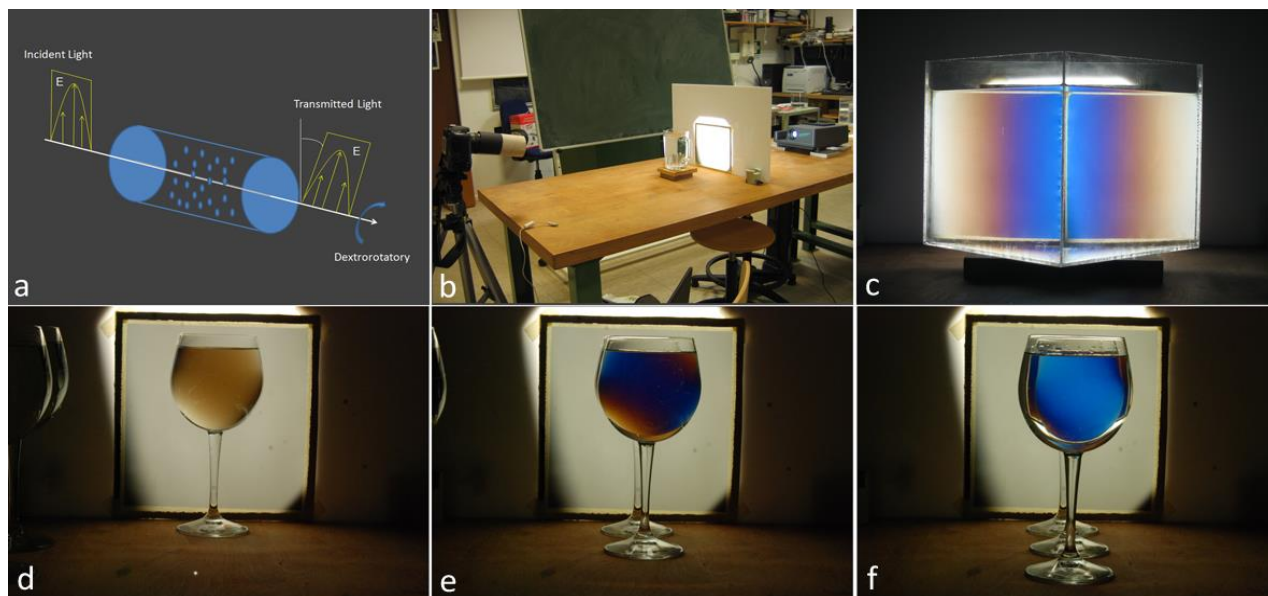 Incident Light
E
Transmitted Light
E
Dextrorotatory
a
b
c
d
e
f